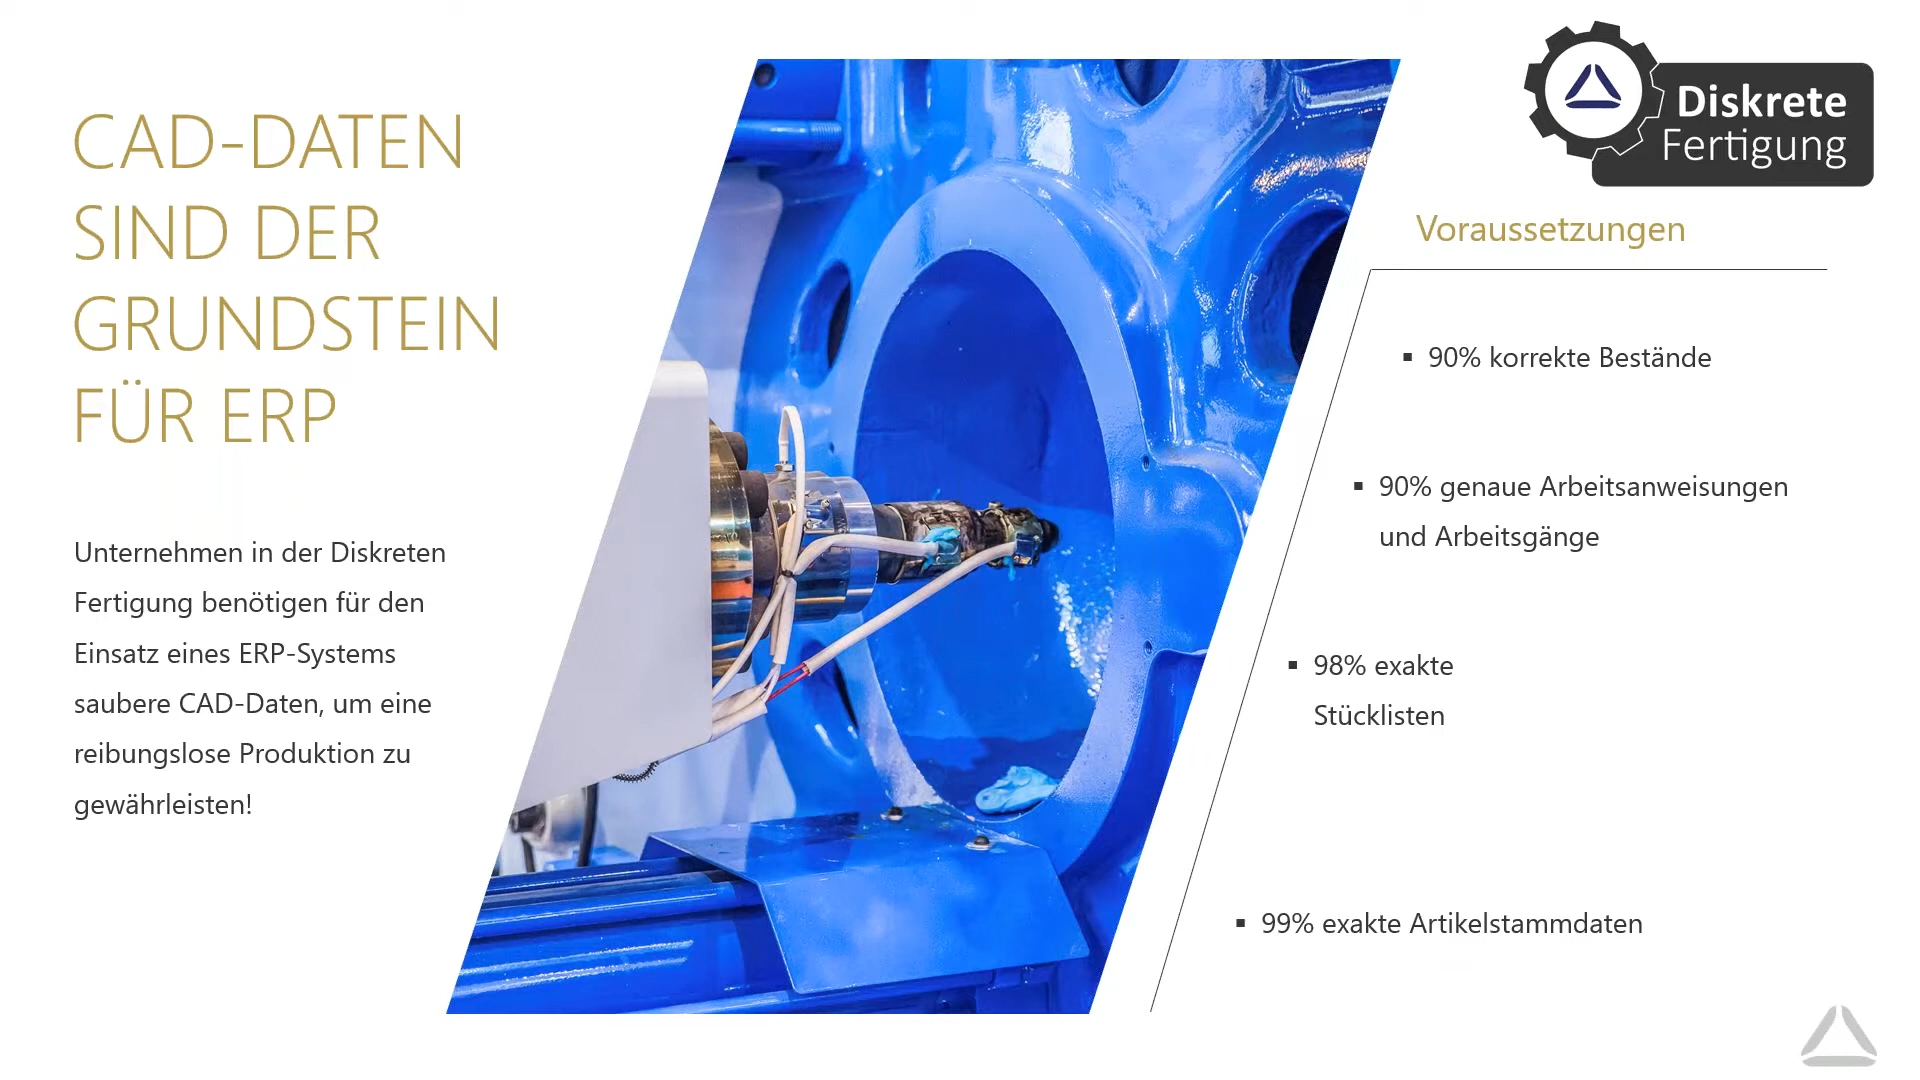 CAD-DATEN
SIND DER
GRUNDSTEIN
FÜR ERP
Unternehmen in der Diskreten
Fertigung benötigen für den
Einsatz eines ERP-Systems
saubere CAD-Daten, um eine
reibungslose Produktion zu
gewährleisten!
Diskrete
Fertigung
Voraussetzungen
▪ 90% korrekte Bestände
▪ 90% genaue Arbeitsanweisungen
und Arbeitsgänge
▪ 98% exakte
Stücklisten
▪ 99% exakte Artikelstammdaten